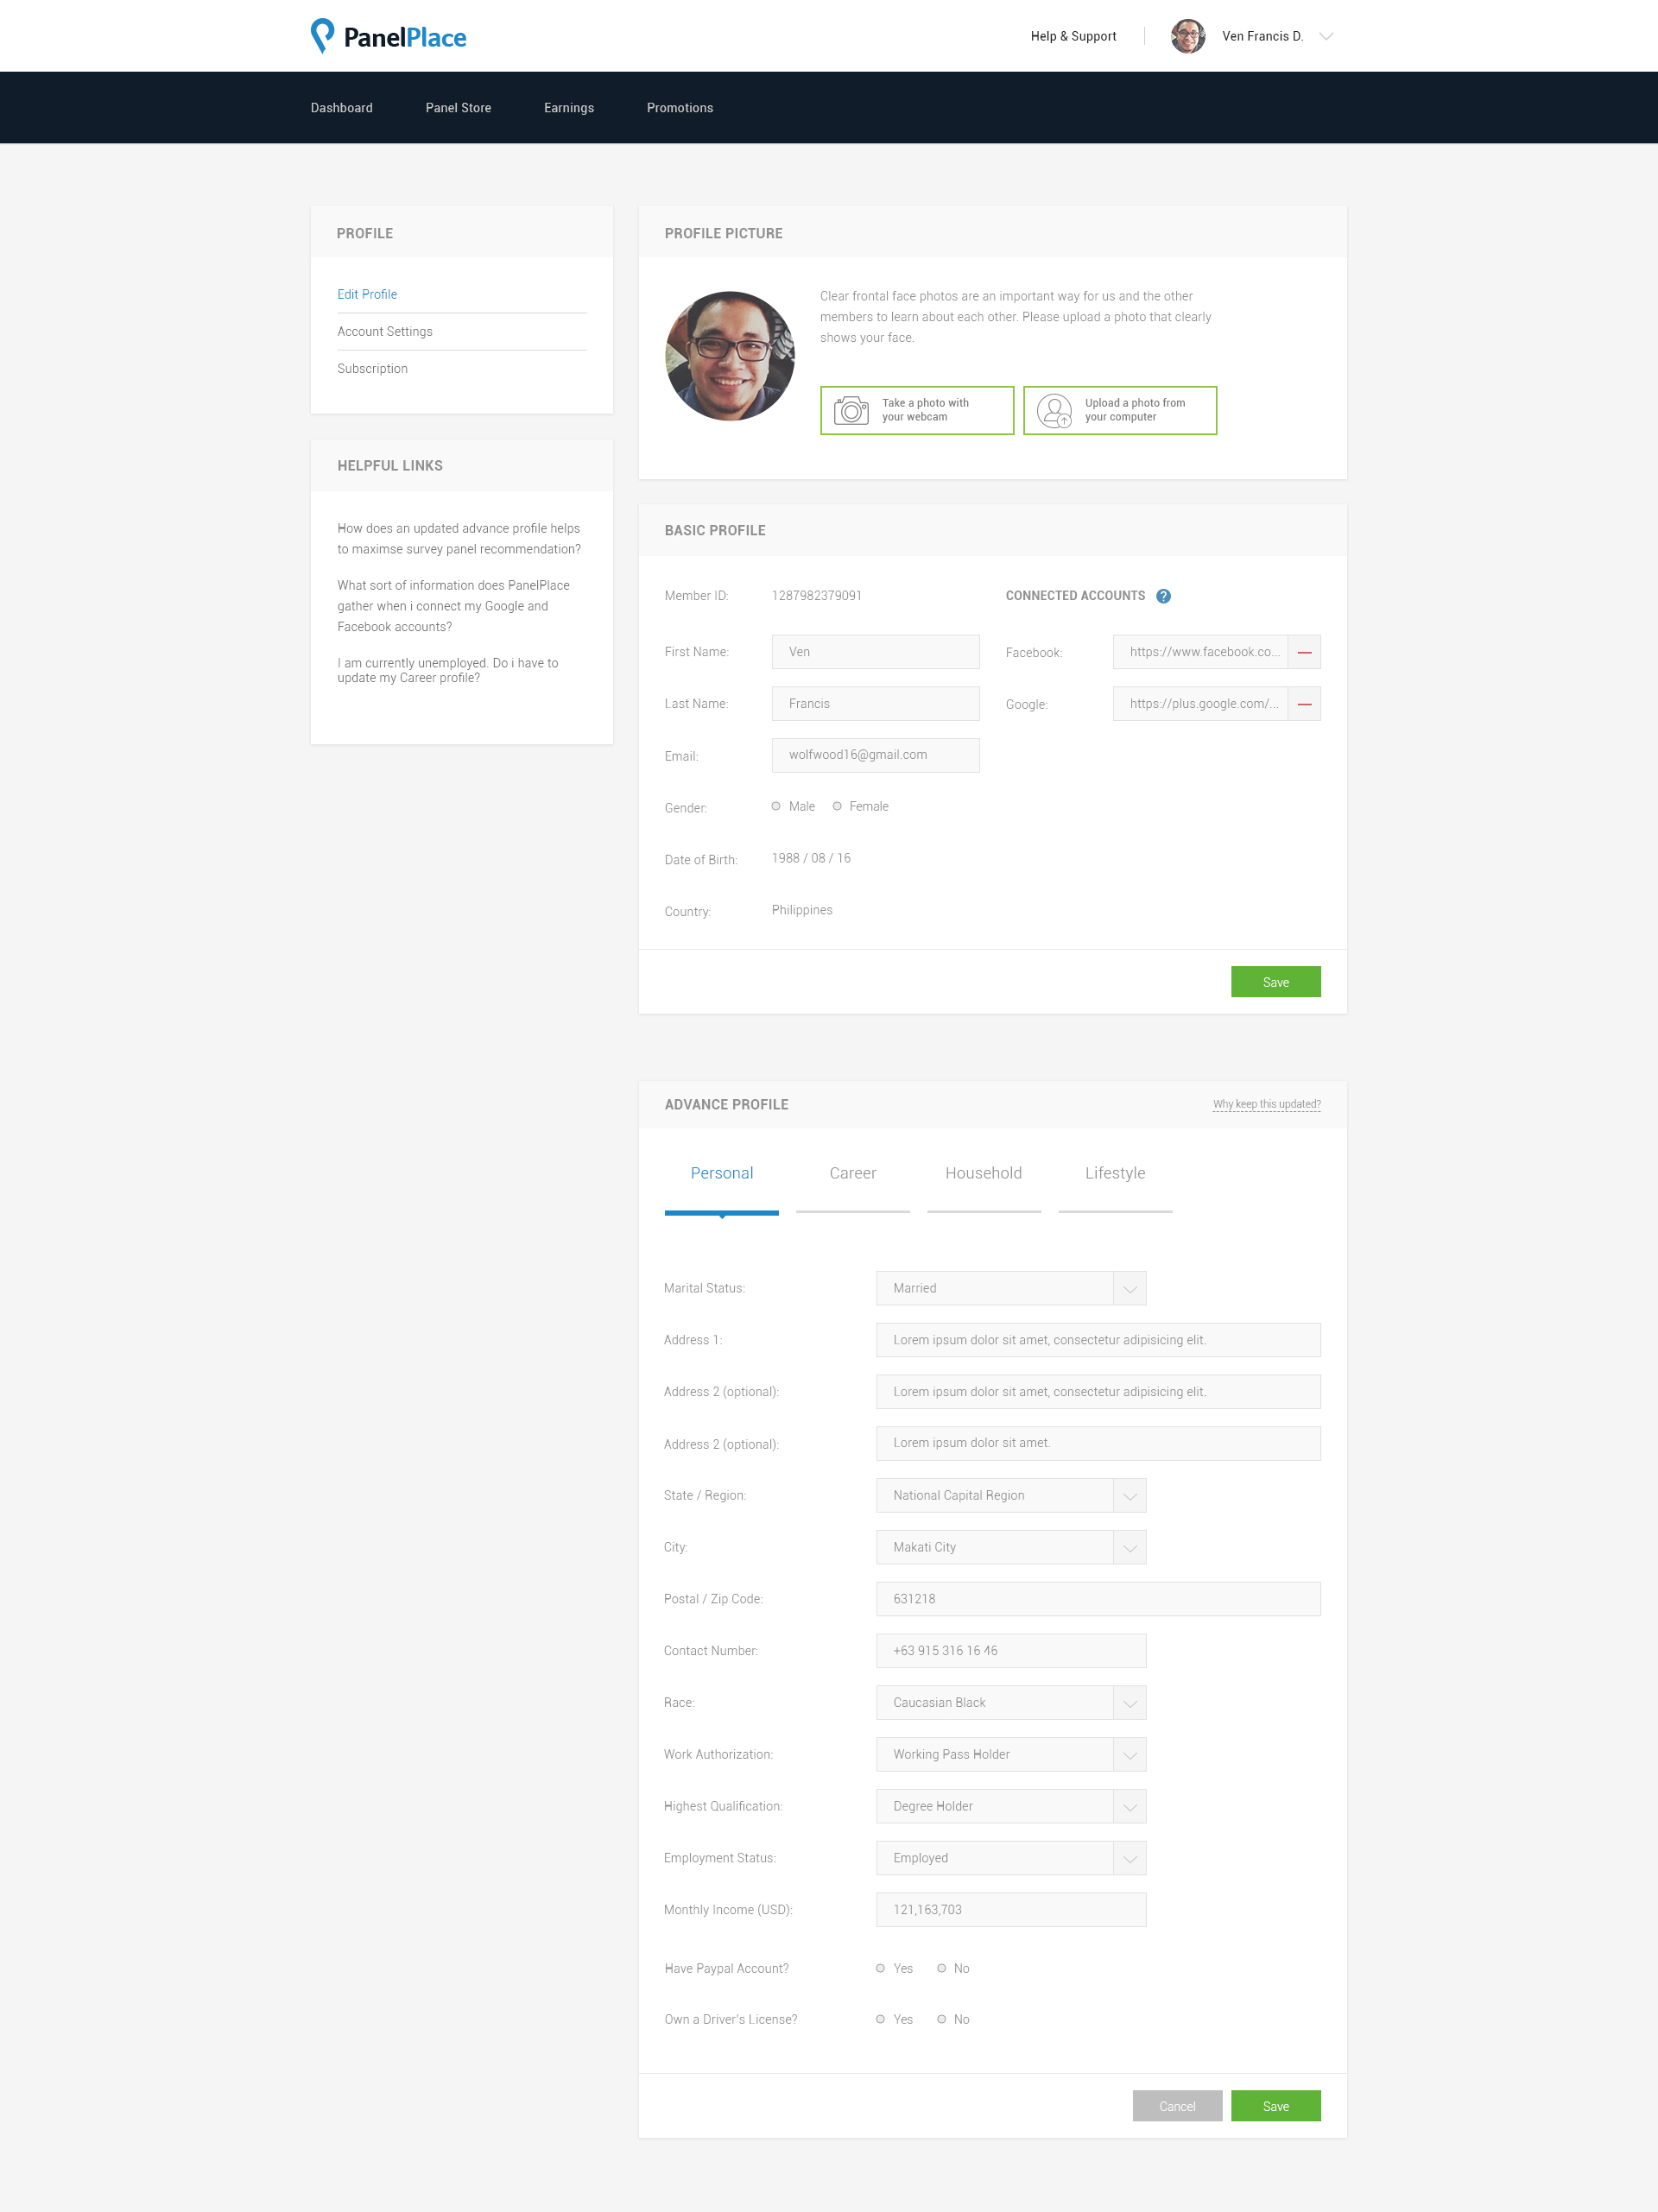 PanelPlace
Help & Support
Ven Francis D.
Dashboard
Panel Store
Earnings
Promotions
PROFILE
Edit Profile
Account Settings
Subscription
HELPFUL LINKS
How does an updated advance profile helps
to maximse survey panel recommendation?
What sort of information does PanelPlace
gather when i connect my Google and
Facebook accounts?
I am currently unemployed. Do i have to
update my Career profile?
PROFILE PICTURE
Clear frontal face photos are an important way for us and the other
members to learn about each other. Please upload a photo that clearly
shows your face.
Take a photo with
your webcam
Upload a photo from
your computer
BASIC PROFILE
Member ID: 1287982379091
CONNECTED ACCOUNTS ?
First Name: Ven
Facebook: https://www.facebook.co...
Last Name: Francis
Google: https://plus.google.com/...
Email: wolfwood16@gmail.com
Gender: Male Female
Date of Birth: 1988 / 08 / 16
Country: Philippines
Save
ADVANCE PROFILE
Why keep this updated?
Personal
Career
Household
Lifestyle
Marital Status: Married
Address 1: Lorem ipsum dolor sit amet, consectetur adipisicing elit.
Address 2 (optional): Lorem ipsum dolor sit amet, consectetur adipisicing elit.
Address 2 (optional): Lorem ipsum dolor sit amet.
State / Region: National Capital Region
City: Makati City
Postal / Zip Code: 631218
Contact Number: +63 915 316 16 46
Race: Caucasian Black
Work Authorization: Working Pass Holder
Highest Qualification: Degree Holder
Employment Status: Employed
Monthly Income (USD): 121,163,703
Have Paypal Account? Yes No
Own a Driver's License? Yes No
Cancel
Save